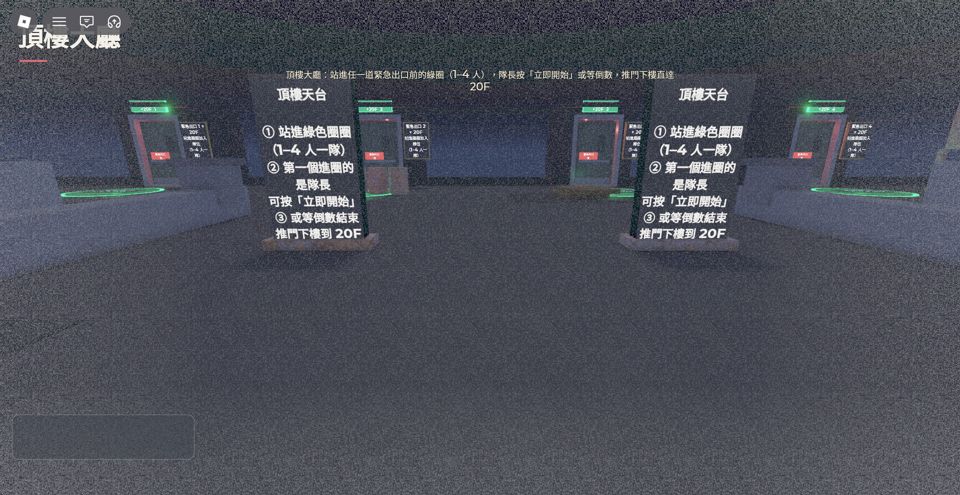 頂樓大廳
頂樓大廳：站進任一道緊急出口前的綠圈（1–4 人），隊長按「立即開始」或等倒數，推門下樓直達
20F
頂樓天台
① 站進綠色圈圈
（1–4 人一隊）
② 第一個進圈的
是隊長
可按「立即開始」
③ 或等倒數結束
推門下樓到 20F
頂樓天台
① 站進綠色圈圈
（1–4 人一隊）
② 第一個進圈的
是隊長
可按「立即開始」
③ 或等倒數結束
推門下樓到 20F